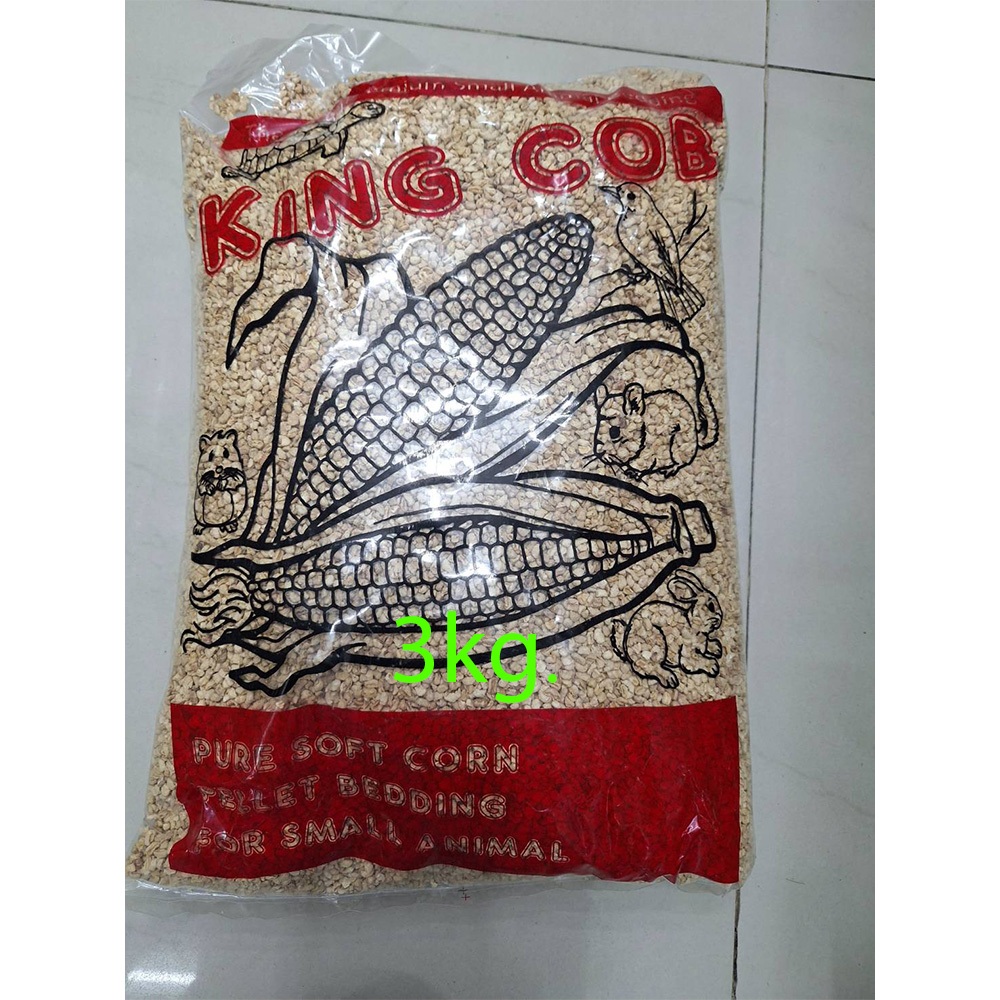 KING COB
3kg.
PURE SOFT CORN
PELLET BEDDING
FOR SMALL ANIMAL